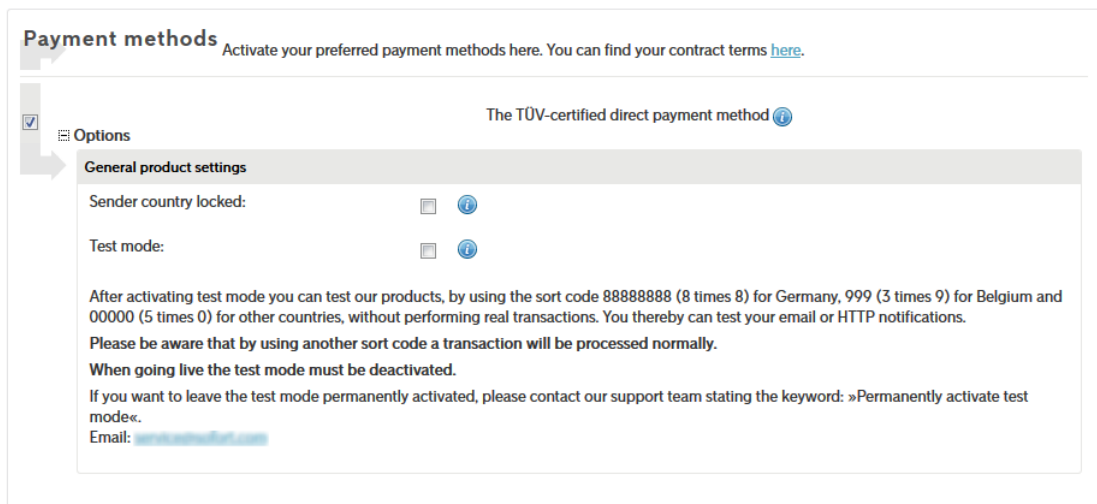 Payment methods Activate your preferred payment methods here. You can find your contract terms here.
The TÜV-certified direct payment method
Options
General product settings
Sender country locked:
Test mode:
After activating test mode you can test our products, by using the sort code 88888888 (8 times 8) for Germany, 999 (3 times 9) for Belgium and
00000 (5 times 0) for other countries, without performing real transactions. You thereby can test your email or HTTP notifications.
Please be aware that by using another sort code a transaction will be processed normally.
When going live the test mode must be deactivated.
If you want to leave the test mode permanently activated, please contact our support team stating the keyword: »Permanently activate test
mode«.
Email: